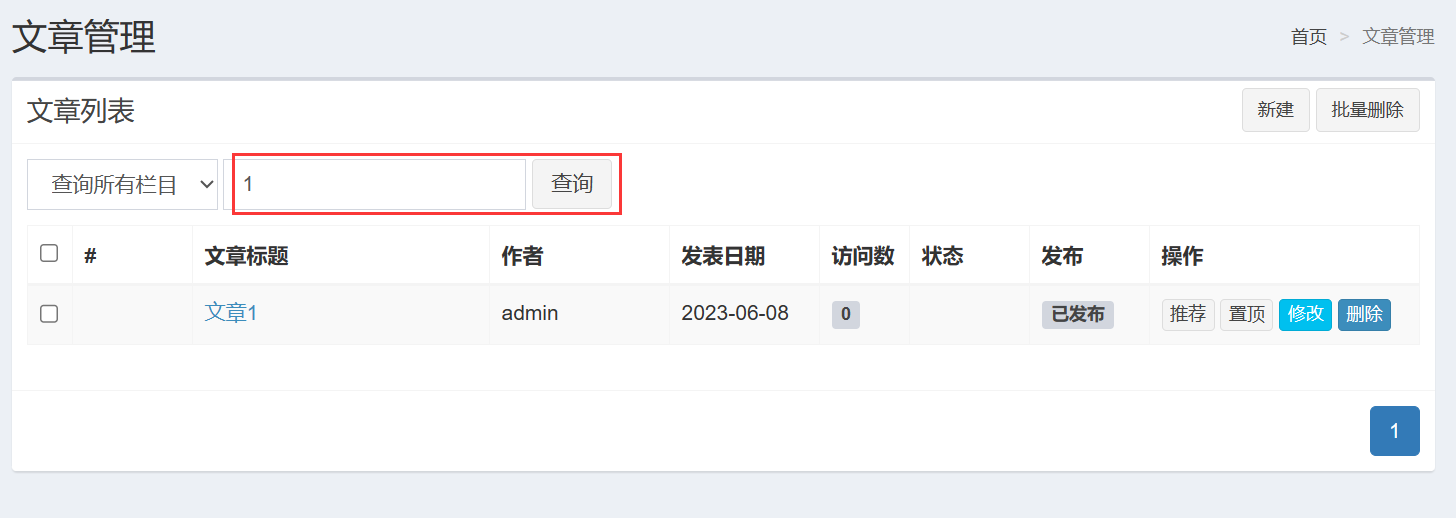 文章管理
首页 > 文章管理
文章列表
新建 批量删除
查询所有栏目 1 查询
# 文章标题 作者 发表日期 访问数 状态 发布 操作
文章1 admin 2023-06-08 0 已发布 推荐 置顶 修改 删除
1